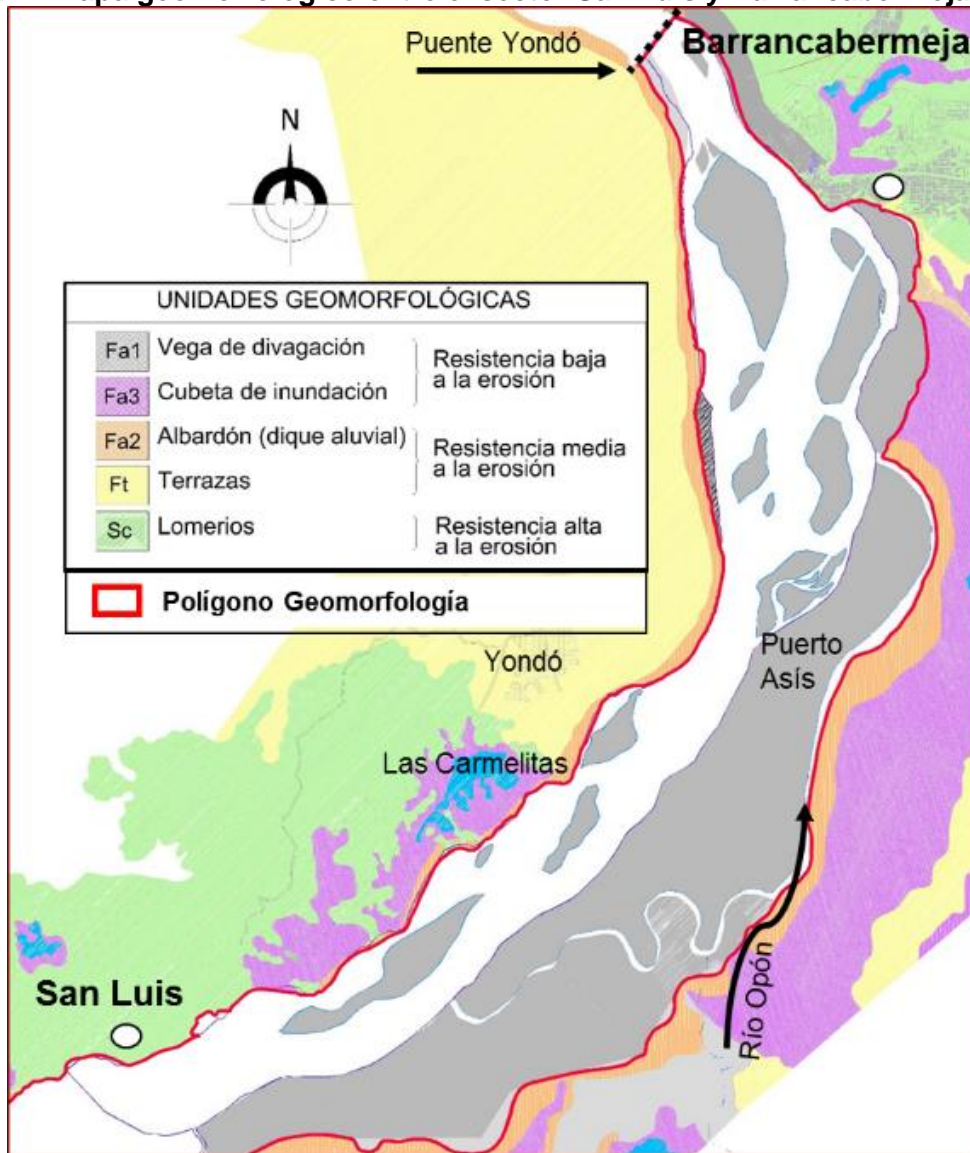 Puente Yondó
Barrancabermeja
N
UNIDADES GEOMORFOLÓGICAS
Fa1 Vega de divagación
Fa3 Cubeta de inundación
Resistencia baja
a la erosión
Fa2 Albardón (dique aluvial)
Ft Terrazas
Resistencia media
a la erosión
Sc Lomerios
Resistencia alta
a la erosión
Polígono Geomorfología
Yondó
Puerto
Asís
Las Carmelitas
San Luis
Río Opón